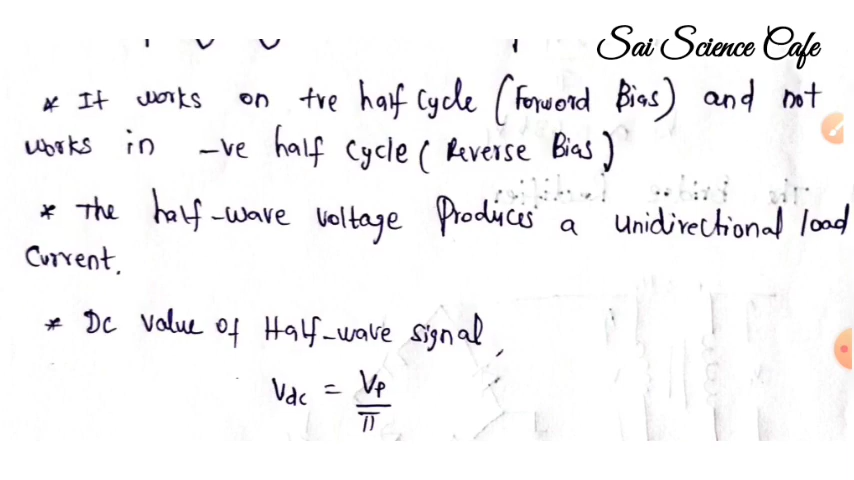 Sai Science Cafe
* It works on +ve half cycle (Forword Bias) and not
works in -ve half cycle ( Reverse Bias)
* The half-wave voltage Produces a unidirectional load
Current.
* Dc value of Half-wave signal
Vdc = Vp
π